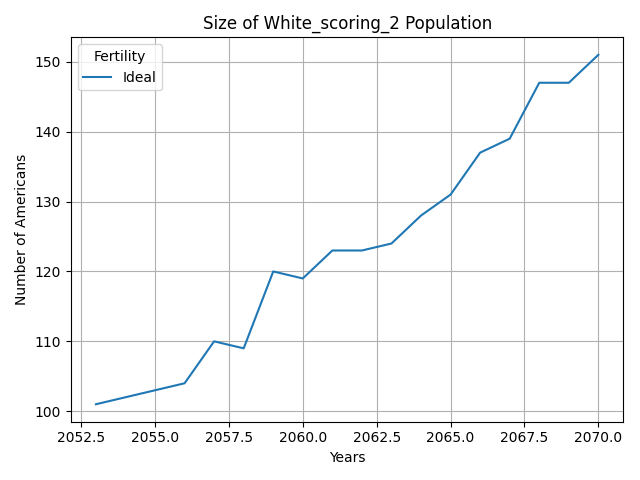 Size of White_scoring_2 Population
Fertility
Ideal
Number of Americans
150
140
130
120
110
100
2052.5 2055.0 2057.5 2060.0 2062.5 2065.0 2067.5 2070.0
Years